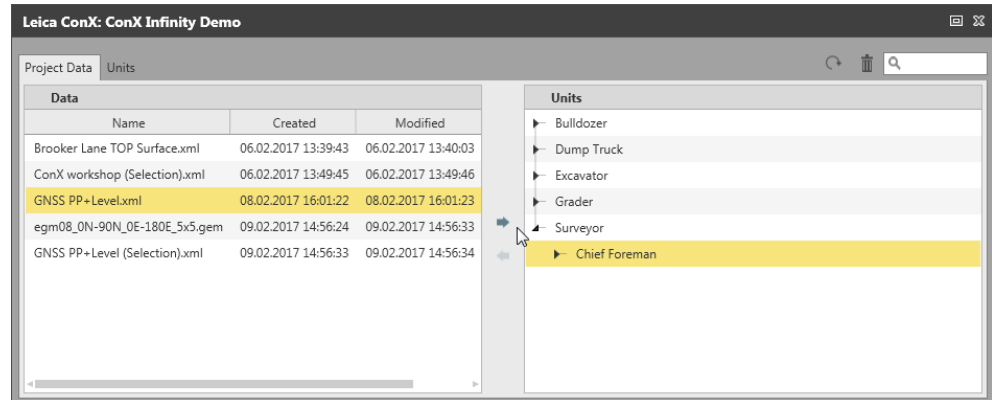 Leica ConX: ConX Infinity Demo
Project Data Units
Data
Name Created Modified
Brooker Lane TOP Surface.xml 06.02.2017 13:39:43 06.02.2017 13:40:03
ConX workshop (Selection).xml 06.02.2017 13:49:45 06.02.2017 13:49:46
GNSS PP+Level.xml 08.02.2017 16:01:22 08.02.2017 16:01:23
egm08_0N-90N_0E-180E_5x5.gem 09.02.2017 14:56:24 09.02.2017 14:56:33
GNSS PP+Level (Selection).xml 09.02.2017 14:56:33 09.02.2017 14:56:34
Units
Bulldozer
Dump Truck
Excavator
Grader
Surveyor
Chief Foreman